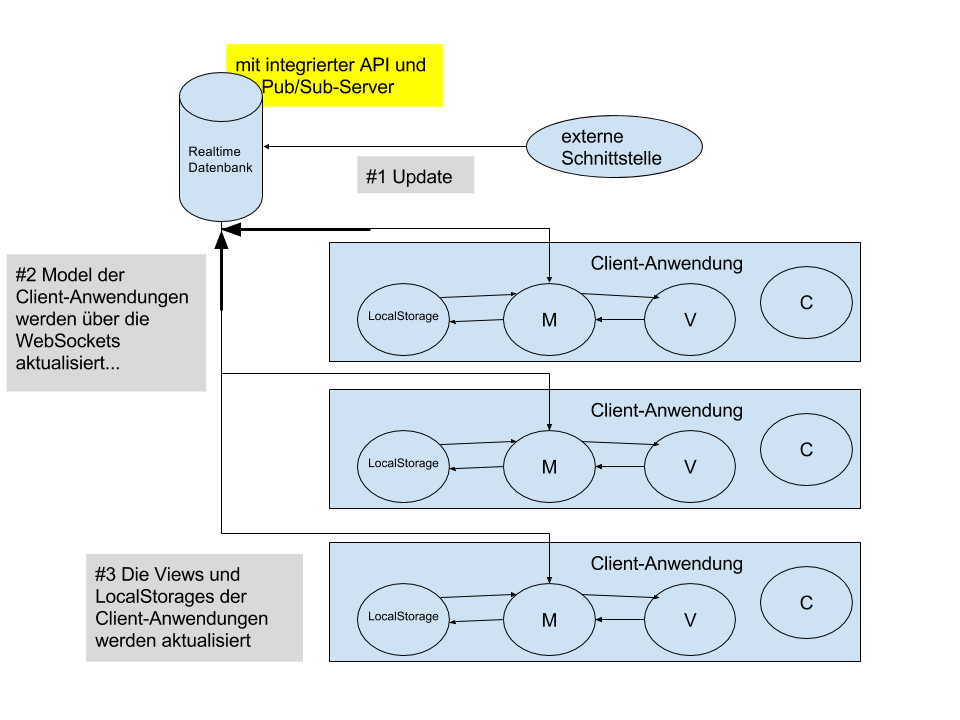 mit integrierter API und
Pub/Sub-Server
Realtime
Datenbank
externe
Schnittstelle
#1 Update
#2 Model der
Client-Anwendungen
werden über die
WebSockets
aktualisiert...
Client-Anwendung
LocalStorage
M
V
C
Client-Anwendung
LocalStorage
M
V
C
#3 Die Views und
LocalStorages der
Client-Anwendungen
werden aktualisiert
Client-Anwendung
LocalStorage
M
V
C